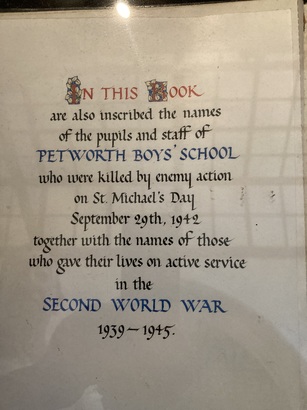 IN THIS BOOK
are also inscribed the names
of the pupils and staff of
PETWORTH BOYS' SCHOOL
who were killed by enemy action
on St. Michael's Day
September 29th, 1942
together with the names of those
who gave their lives on active service
in the
SECOND WORLD WAR
1939-1945.